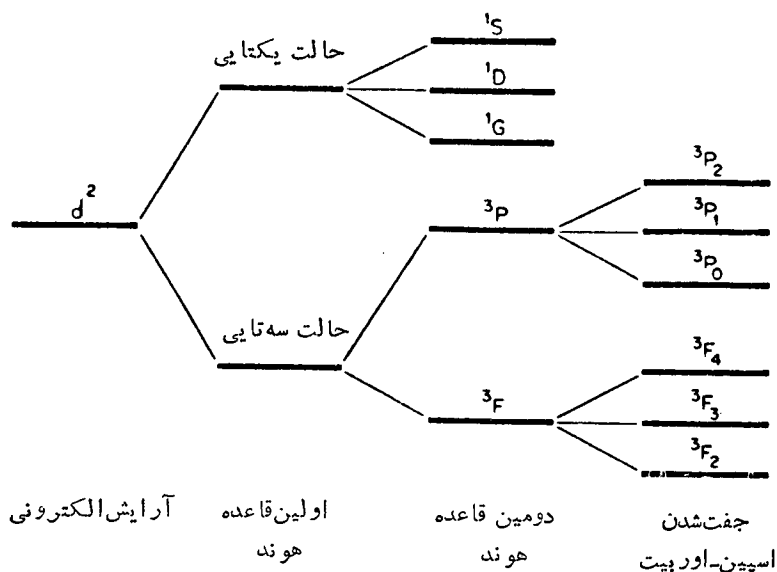 حالت یکتایی
¹S
¹D
¹G
d²
³P
³P₂
³P₁
³P₀
حالت سه‌تایی
³F
³F₄
³F₃
³F₂
آرایش الکترونی
اولین قاعده
هوند
دومین قاعده
هوند
جفت‌شدن
اسپین-اوربیت